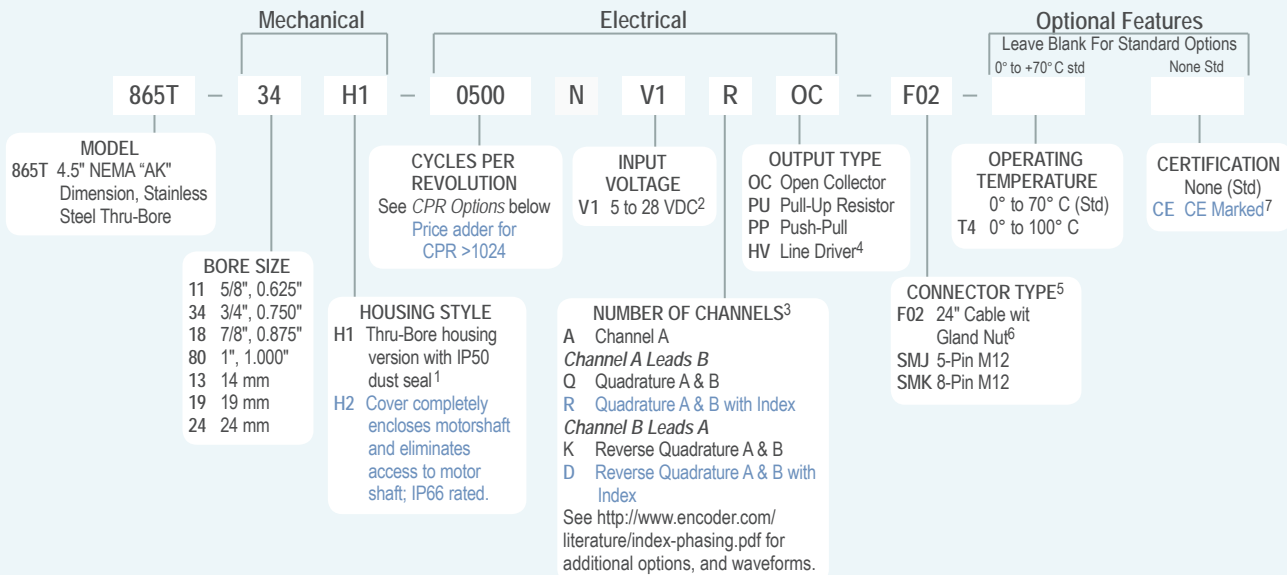 Mechanical
Electrical
Optional Features
Leave Blank For Standard Options
0° to +70° C std
None Std
865T – 34 H1 – 0500 N V1 R OC – F02 –
MODEL
865T 4.5" NEMA “AK”
Dimension, Stainless
Steel Thru-Bore
BORE SIZE
11 5/8", 0.625"
34 3/4", 0.750"
18 7/8", 0.875"
80 1", 1.000"
13 14 mm
19 19 mm
24 24 mm
HOUSING STYLE
H1 Thru-Bore housing
version with IP50
dust seal1
H2 Cover completely
encloses motorshaft
and eliminates
access to motor
shaft; IP66 rated.
CYCLES PER
REVOLUTION
See CPR Options below
Price adder for
CPR >1024
INPUT
VOLTAGE
V1 5 to 28 VDC2
NUMBER OF CHANNELS3
A Channel A
Channel A Leads B
Q Quadrature A & B
R Quadrature A & B with Index
Channel B Leads A
K Reverse Quadrature A & B
D Reverse Quadrature A & B with
Index
See http://www.encoder.com/
literature/index-phasing.pdf for
additional options, and waveforms.
OUTPUT TYPE
OC Open Collector
PU Pull-Up Resistor
PP Push-Pull
HV Line Driver4
CONNECTOR TYPE5
F02 24" Cable wit
Gland Nut6
SMJ 5-Pin M12
SMK 8-Pin M12
OPERATING
TEMPERATURE
0° to 70° C (Std)
T4 0° to 100° C
CERTIFICATION
None (Std)
CE CE Marked7